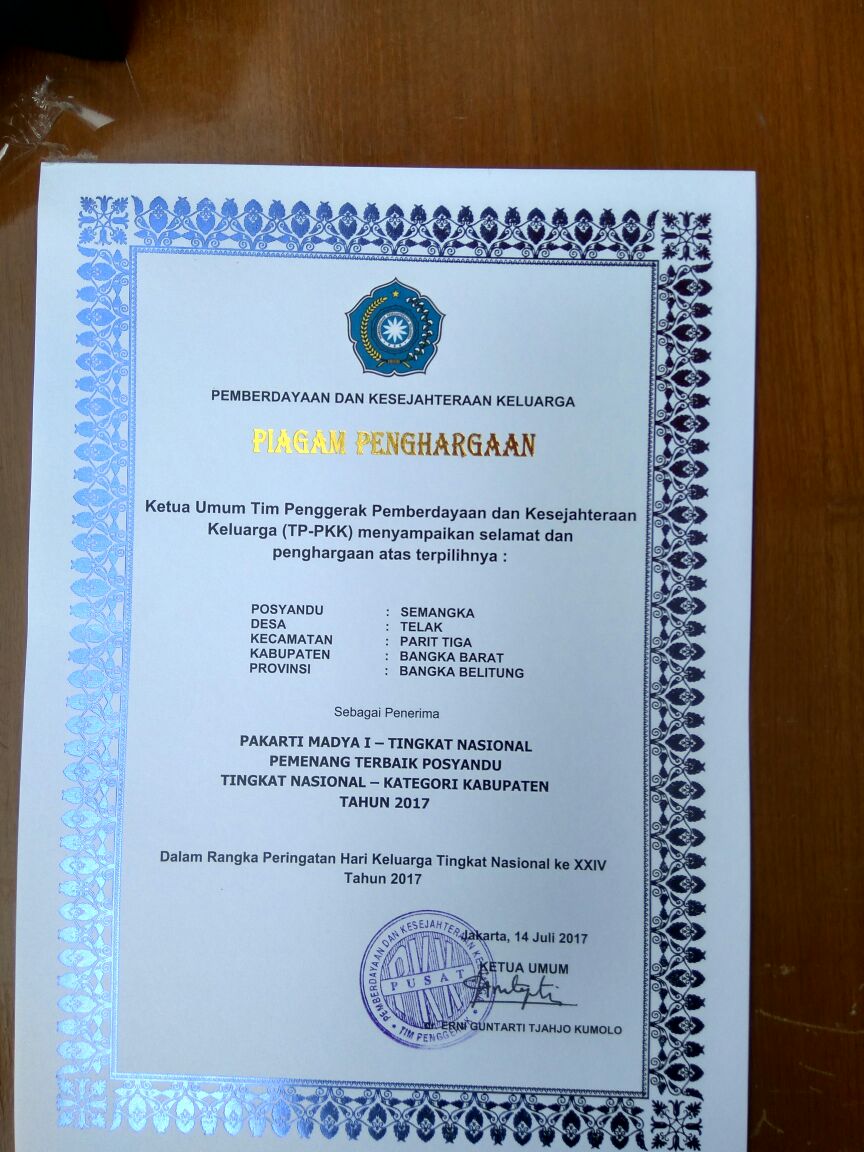 PEMBERDAYAAN DAN KESEJAHTERAAN KELUARGA
PIAGAM PENGHARGAAN
Ketua Umum Tim Penggerak Pemberdayaan dan Kesejahteraan
Keluarga (TP-PKK) menyampaikan selamat dan
penghargaan atas terpilihnya :
POSYANDU : SEMANGKA
DESA : TELAK
KECAMATAN : PARIT TIGA
KABUPATEN : BANGKA BARAT
PROVINSI : BANGKA BELITUNG
Sebagai Penerima
PAKARTI MADYA I – TINGKAT NASIONAL
PEMENANG TERBAIK POSYANDU
TINGKAT NASIONAL – KATEGORI KABUPATEN
TAHUN 2017
Dalam Rangka Peringatan Hari Keluarga Tingkat Nasional ke XXIV
Tahun 2017
Jakarta, 14 Juli 2017
KETUA UMUM
ERNI GUNTARTI TJAHJO KUMOLO
PEMBERDAYAAN DAN KESEJAHTERAAN
PKK
PUSAT
TIM PENGGERAK